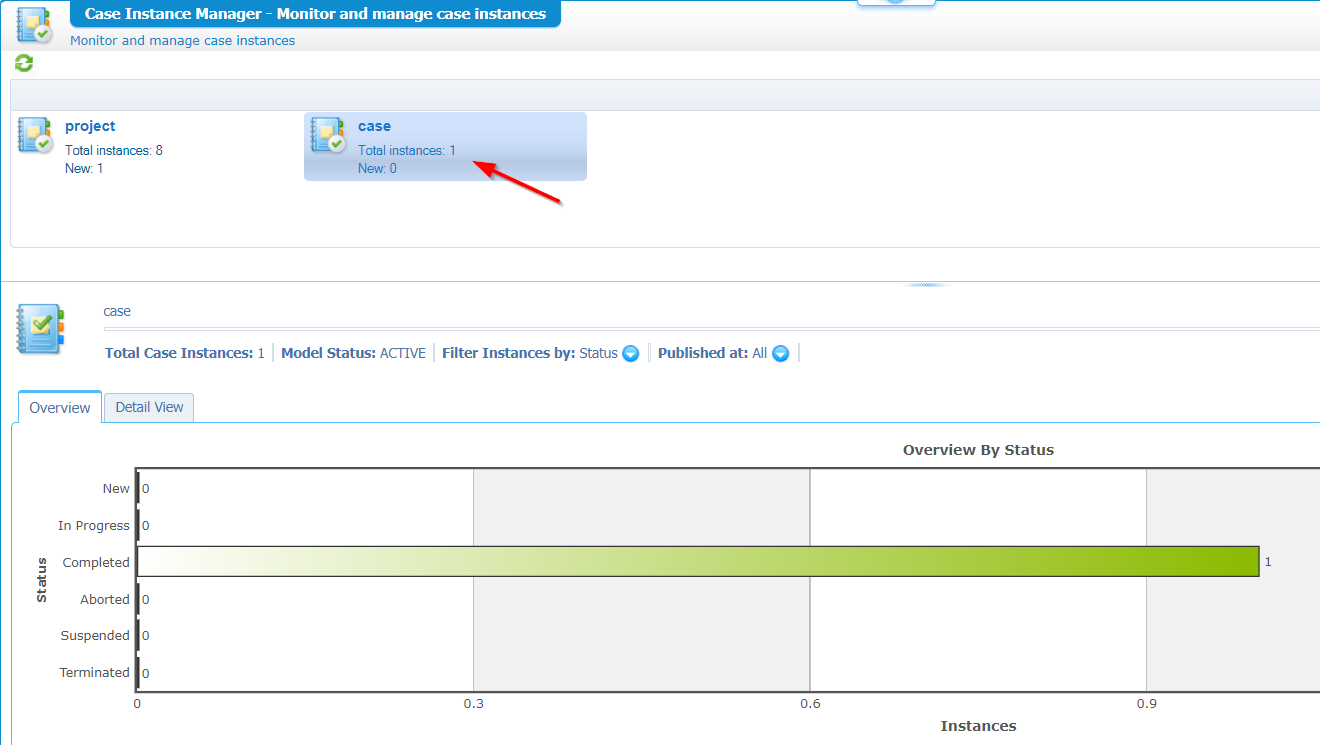 Case Instance Manager - Monitor and manage case instances
Monitor and manage case instances
project
Total instances: 8
New: 1
case
Total instances: 1
New: 0
case
Total Case Instances: 1
Model Status: ACTIVE
Filter Instances by: Status
Published at: All
Overview
Detail View
Overview By Status
Status
New 0
In Progress 0
Completed 1
Aborted 0
Suspended 0
Terminated 0
0 0.3 0.6 0.9
Instances